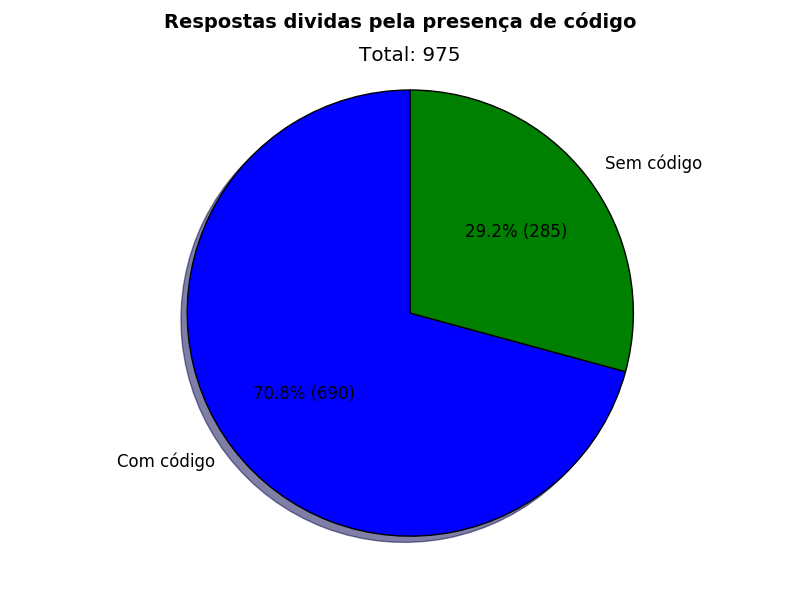 Respostas dividas pela presença de código
Total: 975
Sem código
29.2% (285)
70.8% (690)
Com código